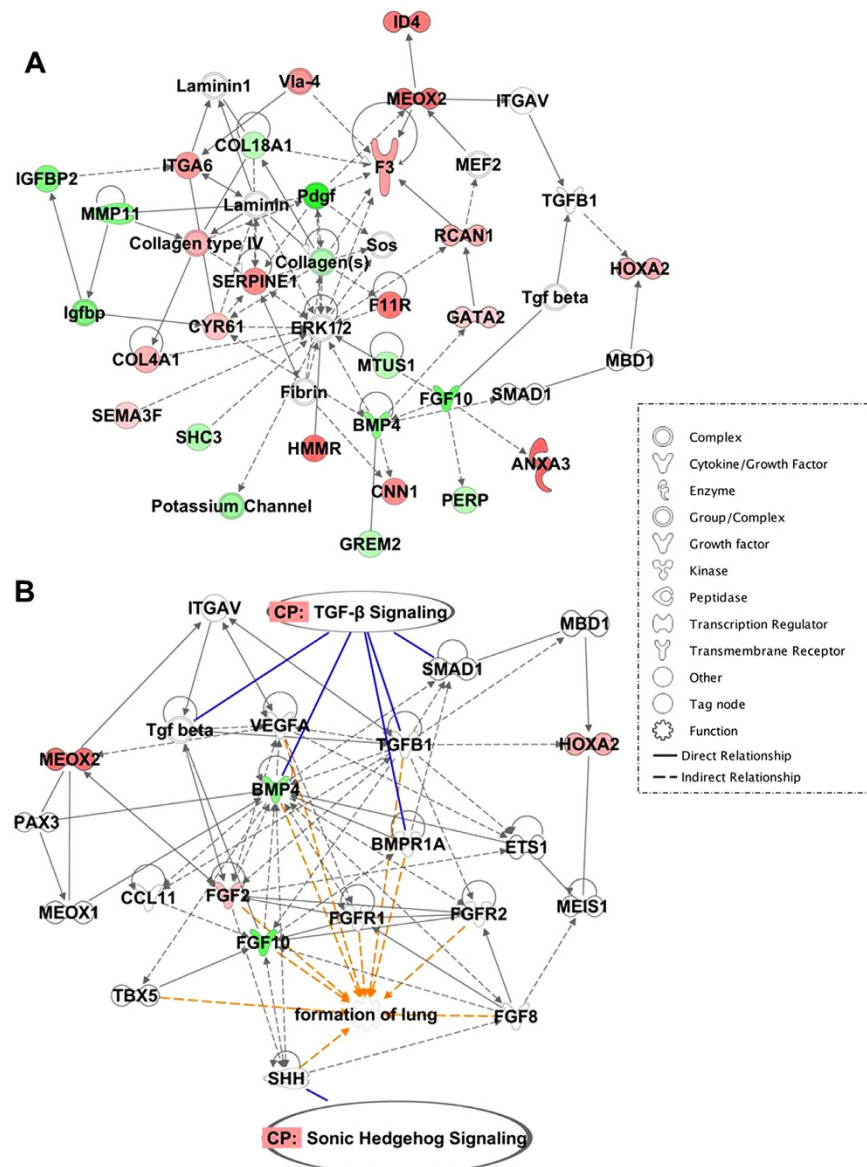 A
ID4
Laminin1
Vla-4
MEOX2
ITGAV
COL18A1
ITGA6
F3
MEF2
IGFBP2
MMP11
Laminin
Pdgf
TGFB1
Collagen type IV
Sos
RCAN1
Collagen(s)
HOXA2
SERPINE1
Tgf beta
Igfbp
CYR61
ERK1/2
F11R
GATA2
COL4A1
MTUS1
MBD1
Fibrin
FGF10
SMAD1
SEMA3F
BMP4
SHC3
HMMR
ANXA3
CNN1
PERP
Potassium Channel
GREM2
Complex
Cytokine/Growth Factor
Enzyme
Group/Complex
Growth factor
Kinase
Peptidase
Transcription Regulator
Transmembrane Receptor
Other
Tag node
Function
Direct Relationship
Indirect Relationship
B
ITGAV
CP: TGF-β Signaling
MBD1
SMAD1
Tgf beta
VEGFA
TGFB1
HOXA2
MEOX2
BMP4
PAX3
BMPR1A
ETS1
MEOX1
CCL11
FGF2
FGFR1
FGFR2
MEIS1
FGF10
TBX5
formation of lung
FGF8
SHH
CP: Sonic Hedgehog Signaling